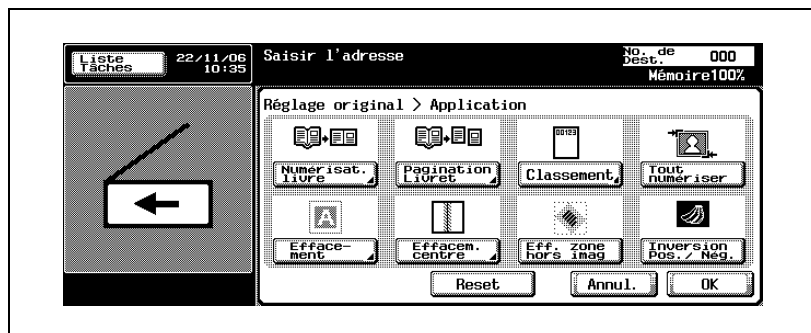 Liste
Tâches
22/11/06
10:35
Saisir l'adresse
No. de
Dest.
000
Mémoire100%
Réglage original > Application
Numérisat.
livre
Pagination
Livret
00123
Classement
Tout
numériser
A
Efface-
ment
Effacem.
centre
Eff. zone
hors imag
Inversion
Pos./ Nég.
Reset
Annul.
OK